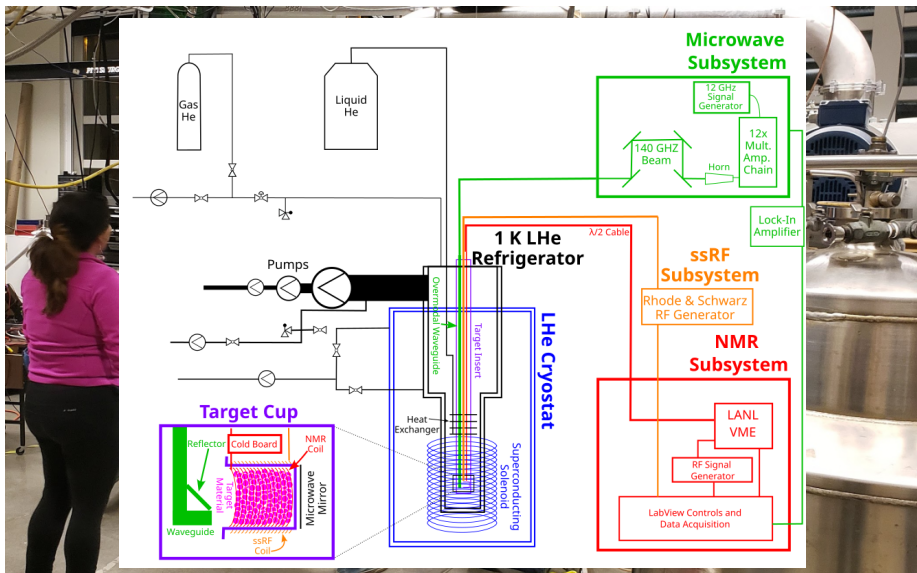 Microwave
Subsystem
12 GHz
Signal
Generator
Gas
He
Liquid
He
140 GHZ
Beam
Horn
12x
Mult.
Amp.
Chain
Lock-In
Amplifier
λ/2 Cable
1 K LHe
Refrigerator
ssRF
Subsystem
Pumps
Rhode & Schwarz
RF Generator
Overmodal Waveguide
Target Insert
LHe Cryostat
NMR
Subsystem
Heat
Exchanger
LANL
VME
RF Signal
Generator
LabView Controls and
Data Acquisition
Superconducting
Solenoid
Target Cup
Reflector
Cold Board
NMR
Coil
Target
Material
Microwave
Mirror
Waveguide
ssRF
Coil